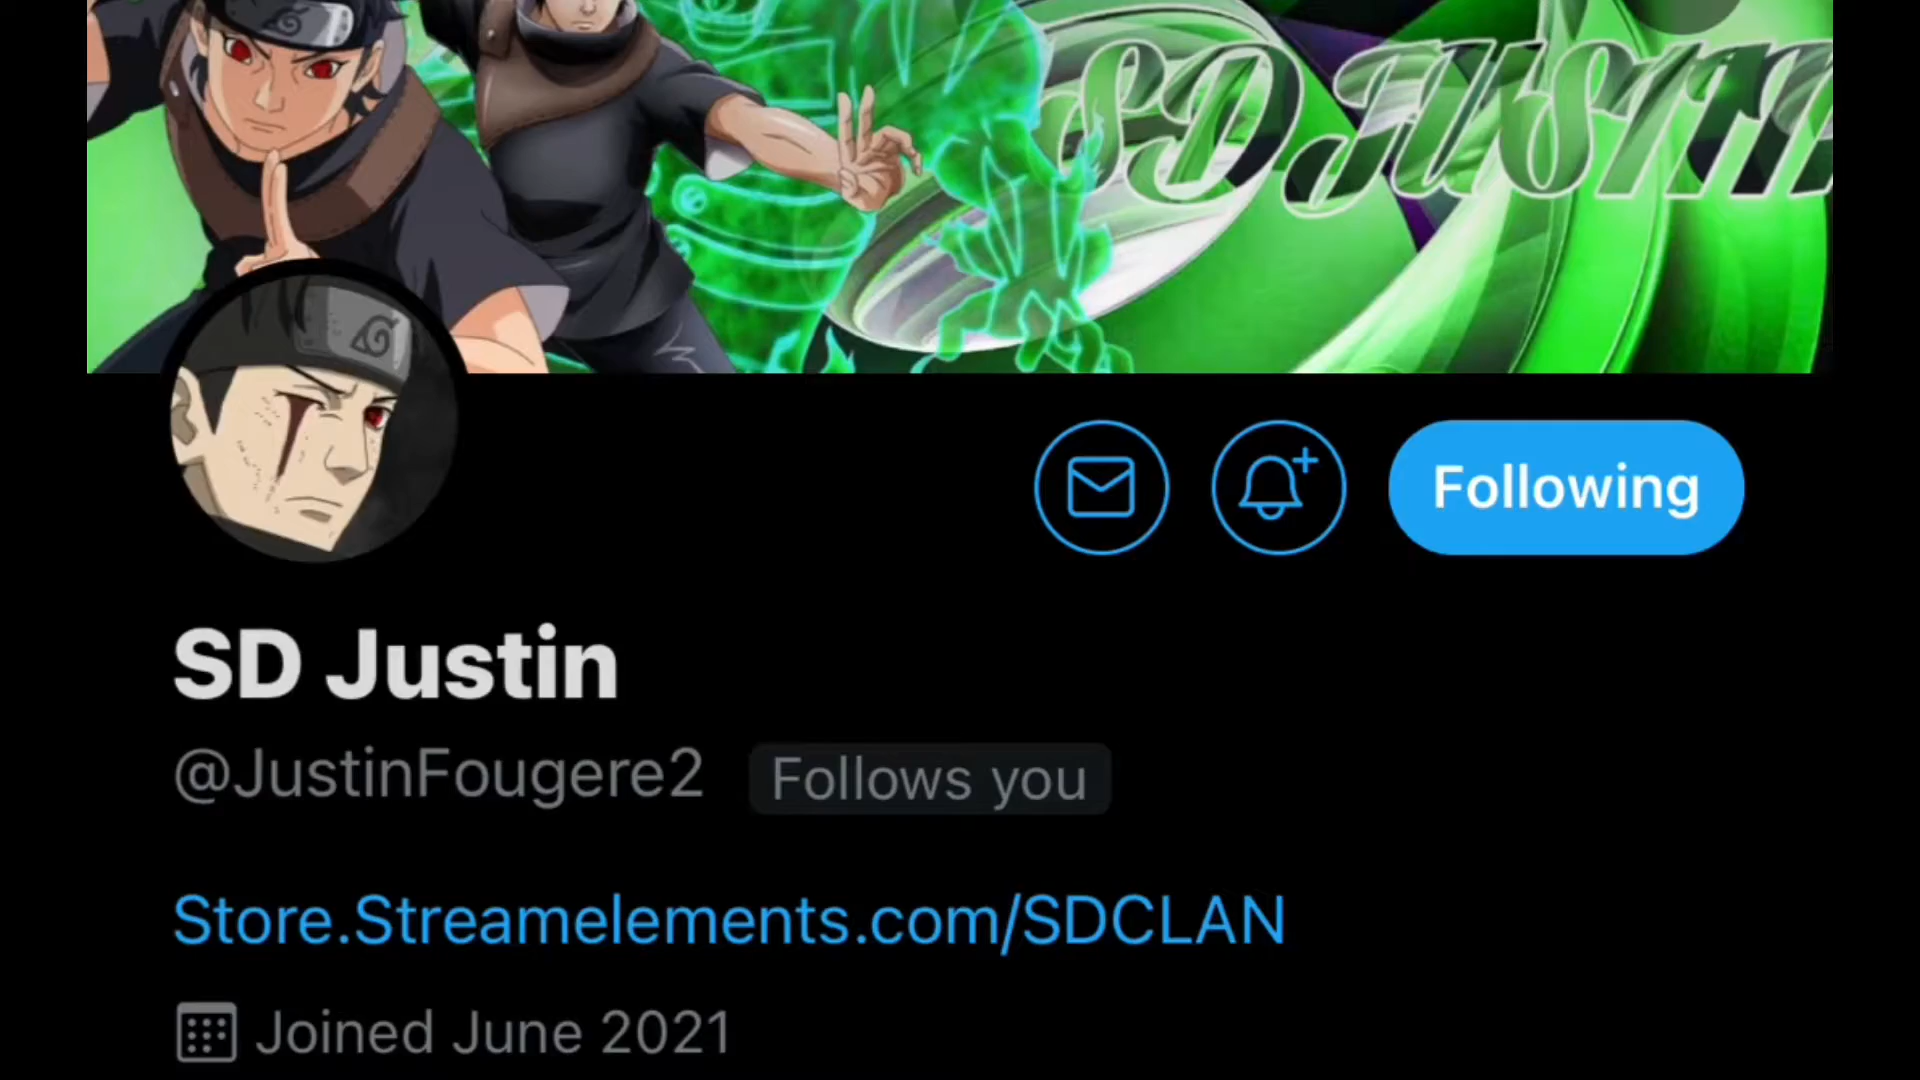 SD JUSTIN
Following
SD Justin
@JustinFougere2 Follows you
Store.Streamelements.com/SDCLAN
Joined June 2021